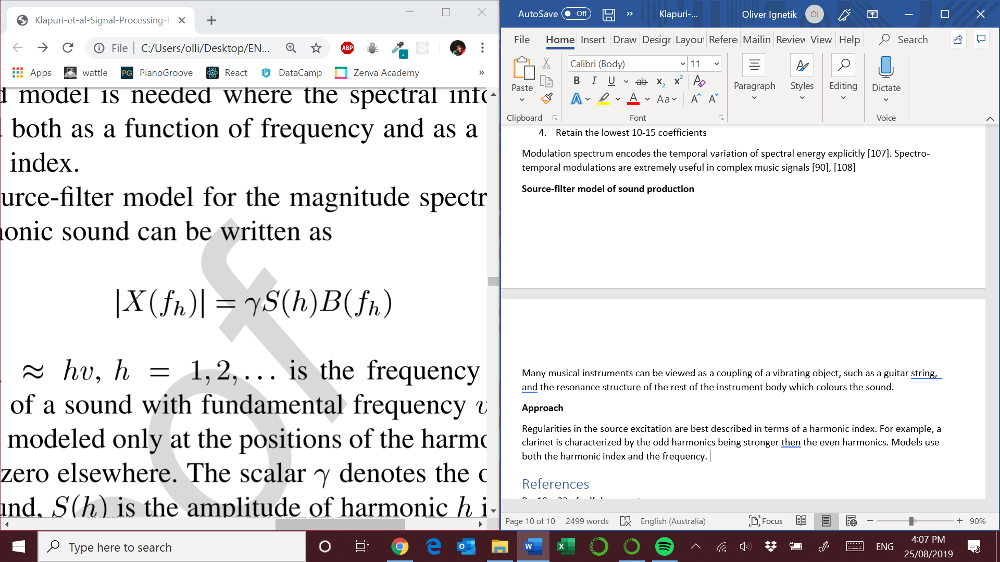 Klapuri-et-al-Signal-Processing-F
File
C:/Users/olli/Desktop/EN...
ABP
Apps
wattle
PG
PianoGroove
React
DataCamp
Zenva Academy
»
model is needed where the spectral info
both as a function of frequency and as a
index.
urce-filter model for the magnitude spectr
onic sound can be written as
|X(fₕ)| = γS(h)B(fₕ)
≈ hv, h = 1, 2, . . . is the frequency
of a sound with fundamental frequency v
modeled only at the positions of the harmo
zero elsewhere. The scalar γ denotes the o
und, S(h) is the amplitude of harmonic h i
of
AutoSave
Off
»
Klapuri-...
Oliver Ignetik
OI
File
Home
Insert
Draw
Design
Layout
Referen
Mailin
Review
View
Help
Search
Paste
Clipboard
Calibri (Body)
11
B
I
U
ab
x₂
x²
A
A
A
Aa
A
A
Font
Paragraph
Styles
Editing
Dictate
Voice
4. Retain the lowest 10-15 coefficients
Modulation spectrum encodes the temporal variation of spectral energy explicitly [107]. Spectro-
temporal modulations are extremely useful in complex music signals [90], [108]
Source-filter model of sound production
Many musical instruments can be viewed as a coupling of a vibrating object, such as a guitar string,
and the resonance structure of the rest of the instrument body which colours the sound.
Approach
Regularities in the source excitation are best described in terms of a harmonic index. For example, a
clarinet is characterized by the odd harmonics being stronger then the even harmonics. Models use
both the harmonic index and the frequency.
References
Page 10 of 10
2499 words
English (Australia)
Focus
90%
Type here to search
ENG
4:07 PM
25/08/2019